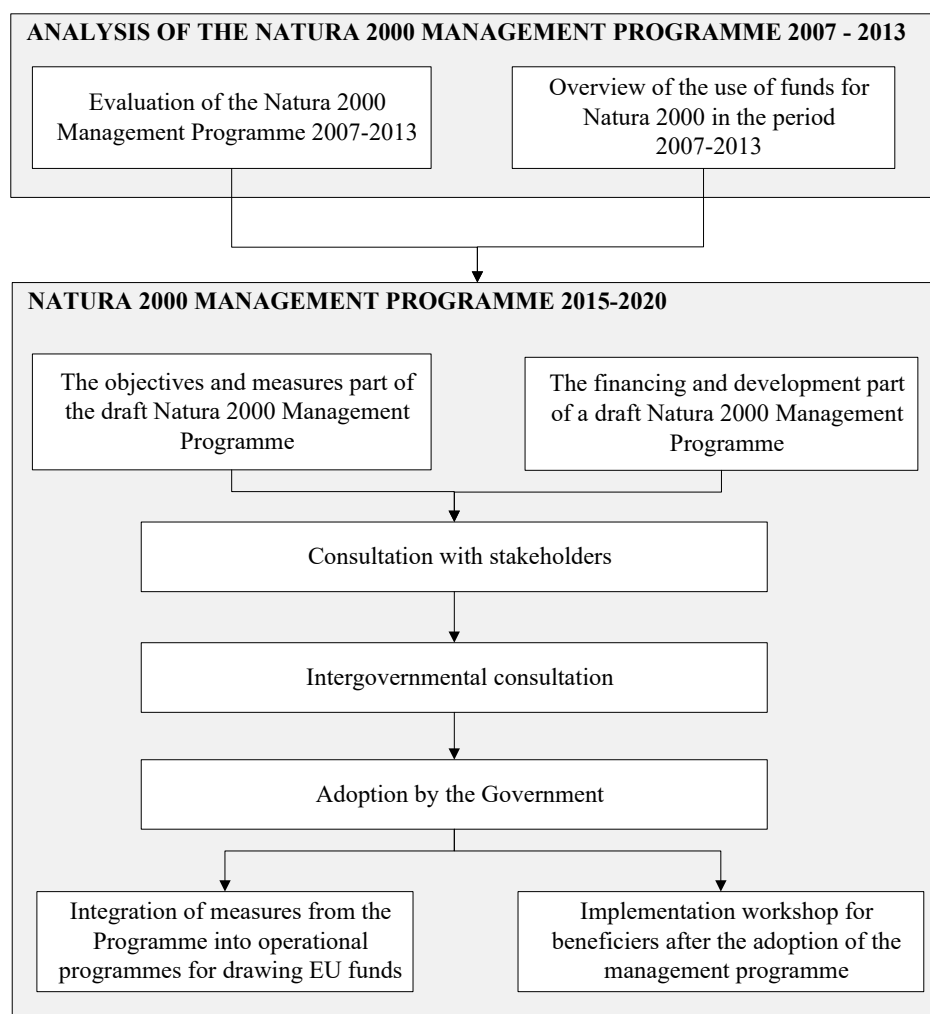 ANALYSIS OF THE NATURA 2000 MANAGEMENT PROGRAMME 2007 - 2013
Evaluation of the Natura 2000
Management Programme 2007-2013
Overview of the use of funds for
Natura 2000 in the period
2007-2013
NATURA 2000 MANAGEMENT PROGRAMME 2015-2020
The objectives and measures part of
the draft Natura 2000 Management
Programme
The financing and development part
of a draft Natura 2000 Management
Programme
Consultation with stakeholders
Intergovernmental consultation
Adoption by the Government
Integration of measures from the
Programme into operational
programmes for drawing EU funds
Implementation workshop for
beneficiers after the adoption of the
management programme